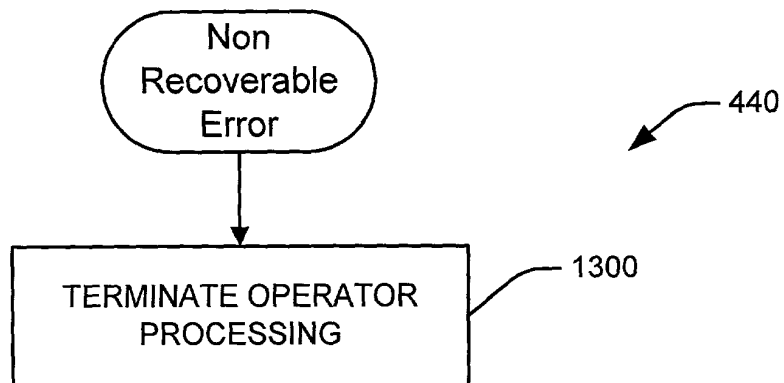 Non
Recoverable
Error
440
1300
TERMINATE OPERATOR
PROCESSING